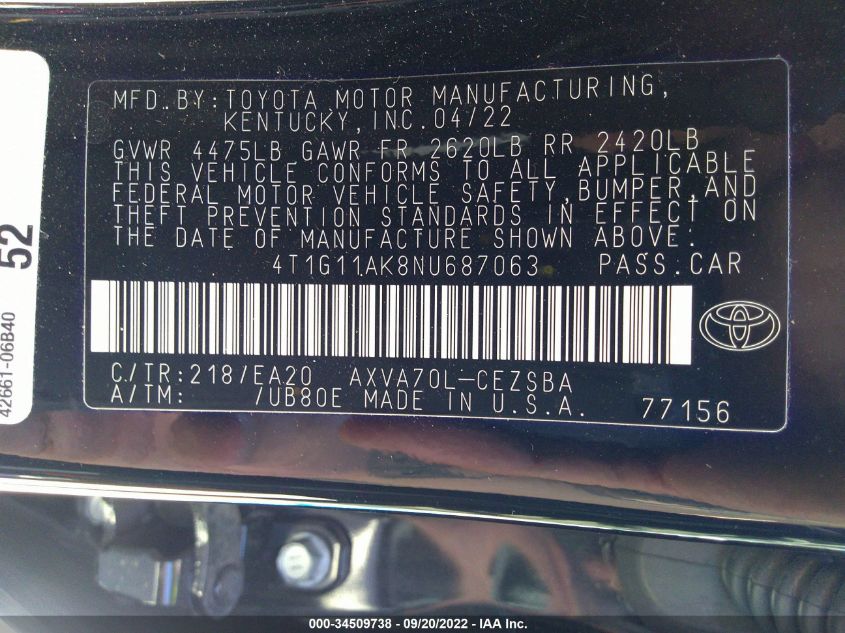 MFD. BY: TOYOTA MOTOR MANUFACTURING,
KENTUCKY, INC. 04/22
GVWR 4475LB GAWR FR 2620LB RR 2420LB
THIS VEHICLE CONFORMS TO ALL APPLICABLE
FEDERAL MOTOR VEHICLE SAFETY, BUMPER, AND
THEFT PREVENTION STANDARDS IN EFFECT ON
THE DATE OF MANUFACTURE SHOWN ABOVE.
4T1G11AK8NU687063 PASS. CAR
C/TR: 218/EA20 AXVA70L-CEZSBA
A/TM: /UB80E MADE IN U.S.A. 77156
52
42661-06B40
000-34509738 - 09/20/2022 - IAA Inc.